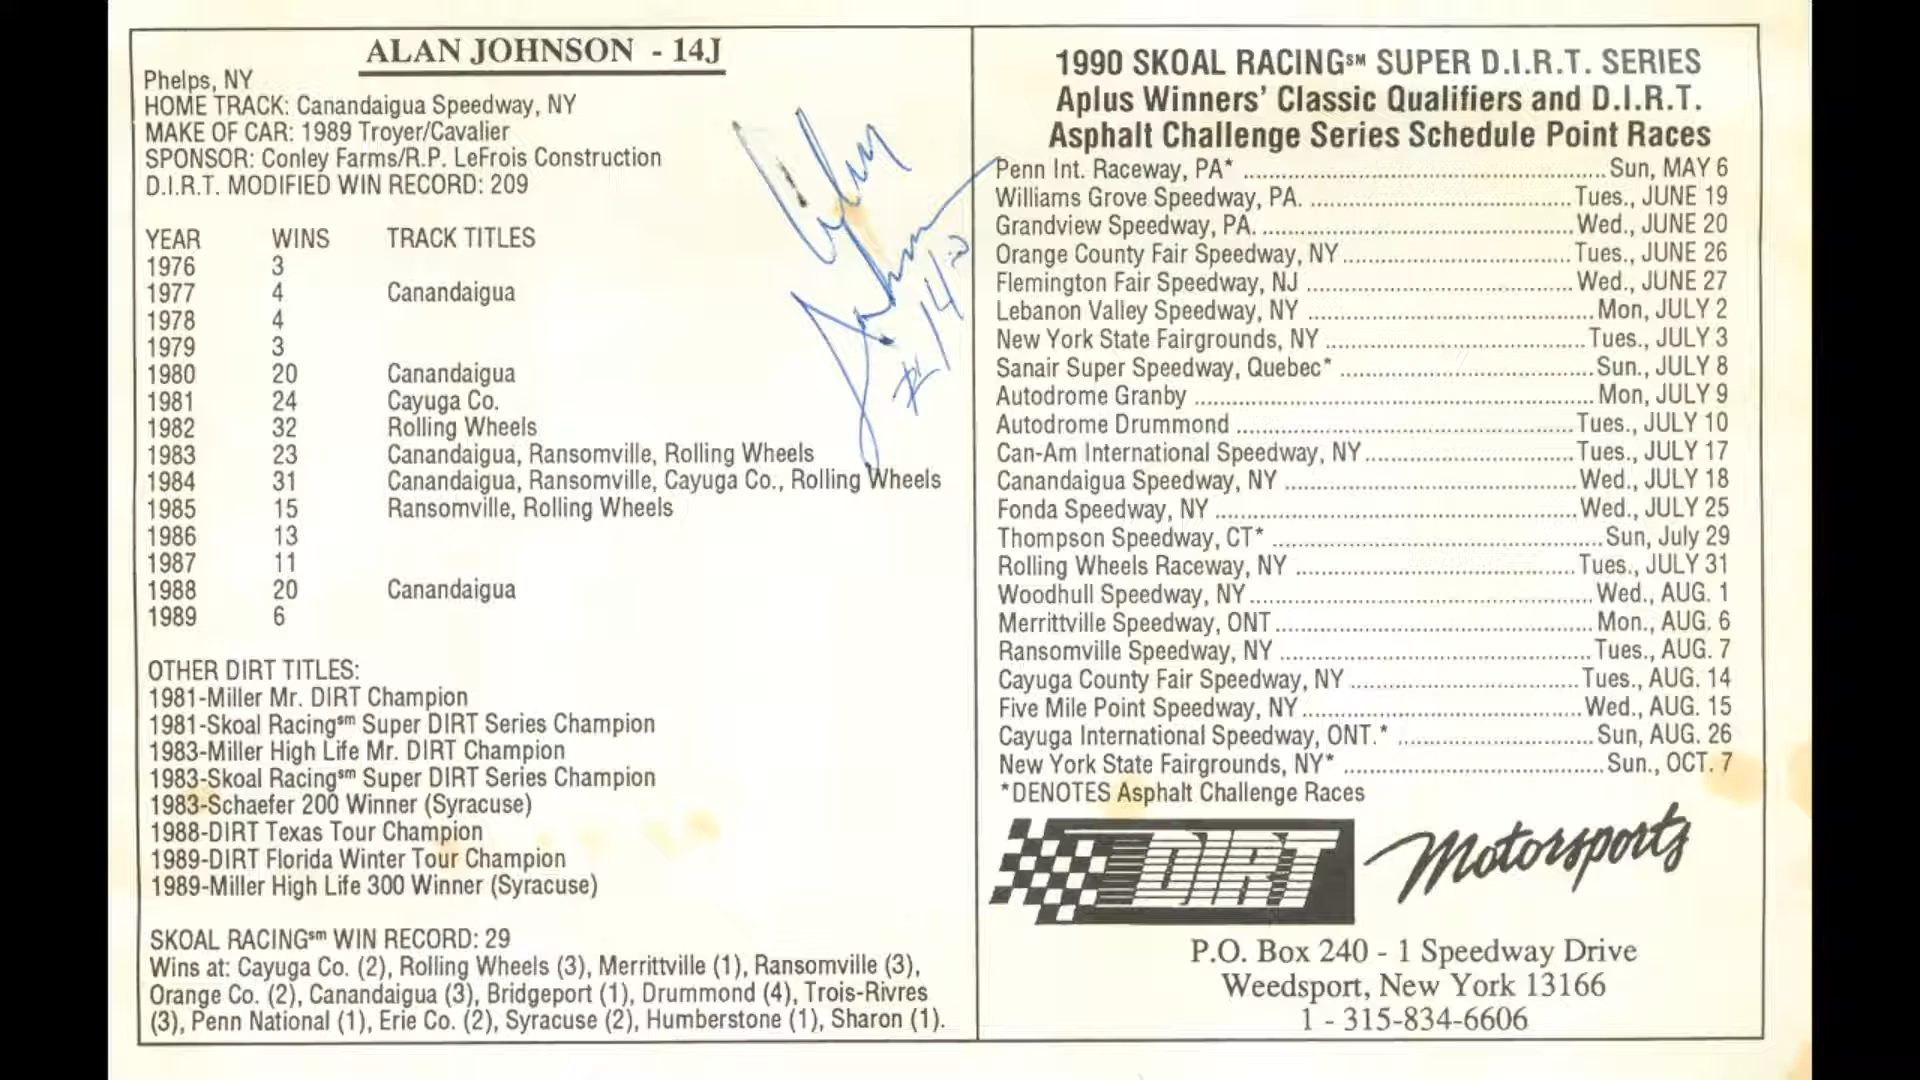 ALAN JOHNSON - 14J
Phelps, NY
HOME TRACK: Canandaigua Speedway, NY
MAKE OF CAR: 1989 Troyer/Cavalier
SPONSOR: Conley Farms/R.P. LeFrois Construction
D.I.R.T. MODIFIED WIN RECORD: 209
YEAR WINS TRACK TITLES
1976 3
1977 4 Canandaigua
1978 4
1979 3
1980 20 Canandaigua
1981 24 Cayuga Co.
1982 32 Rolling Wheels
1983 23 Canandaigua, Ransomville, Rolling Wheels
1984 31 Canandaigua, Ransomville, Cayuga Co., Rolling Wheels
1985 15 Ransomville, Rolling Wheels
1986 13
1987 11
1988 20 Canandaigua
1989 6
OTHER DIRT TITLES:
1981-Miller Mr. DIRT Champion
1981-Skoal Racing℠ Super DIRT Series Champion
1983-Miller High Life Mr. DIRT Champion
1983-Skoal Racing℠ Super DIRT Series Champion
1983-Schaefer 200 Winner (Syracuse)
1988-DIRT Texas Tour Champion
1989-DIRT Florida Winter Tour Champion
1989-Miller High Life 300 Winner (Syracuse)
SKOAL RACING℠ WIN RECORD: 29
Wins at: Cayuga Co. (2), Rolling Wheels (3), Merrittville (1), Ransomville (3),
Orange Co. (2), Canandaigua (3), Bridgeport (1), Drummond (4), Trois-Rivres
(3), Penn National (1), Erie Co. (2), Syracuse (2), Humberstone (1), Sharon (1).
Alan
Johnson
#14J
1990 SKOAL RACING℠ SUPER D.I.R.T. SERIES
Aplus Winners' Classic Qualifiers and D.I.R.T.
Asphalt Challenge Series Schedule Point Races
Penn Int. Raceway, PA* ... Sun, MAY 6
Williams Grove Speedway, PA. ... Tues., JUNE 19
Grandview Speedway, PA. ... Wed., JUNE 20
Orange County Fair Speedway, NY ... Tues., JUNE 26
Flemington Fair Speedway, NJ ... Wed., JUNE 27
Lebanon Valley Speedway, NY ... Mon, JULY 2
New York State Fairgrounds, NY ... Tues., JULY 3
Sanair Super Speedway, Quebec* ... Sun., JULY 8
Autodrome Granby ... Mon, JULY 9
Autodrome Drummond ... Tues., JULY 10
Can-Am International Speedway, NY ... Tues., JULY 17
Canandaigua Speedway, NY ... Wed., JULY 18
Fonda Speedway, NY ... Wed., JULY 25
Thompson Speedway, CT* ... Sun, July 29
Rolling Wheels Raceway, NY ... Tues., JULY 31
Woodhull Speedway, NY ... Wed., AUG. 1
Merrittville Speedway, ONT ... Mon., AUG. 6
Ransomville Speedway, NY ... Tues., AUG. 7
Cayuga County Fair Speedway, NY ... Tues., AUG. 14
Five Mile Point Speedway, NY ... Wed., AUG. 15
Cayuga International Speedway, ONT.* ... Sun, AUG. 26
New York State Fairgrounds, NY* ... Sun., OCT. 7
*DENOTES Asphalt Challenge Races
DIRT Motorsports
P.O. Box 240 - 1 Speedway Drive
Weedsport, New York 13166
1 - 315-834-6606